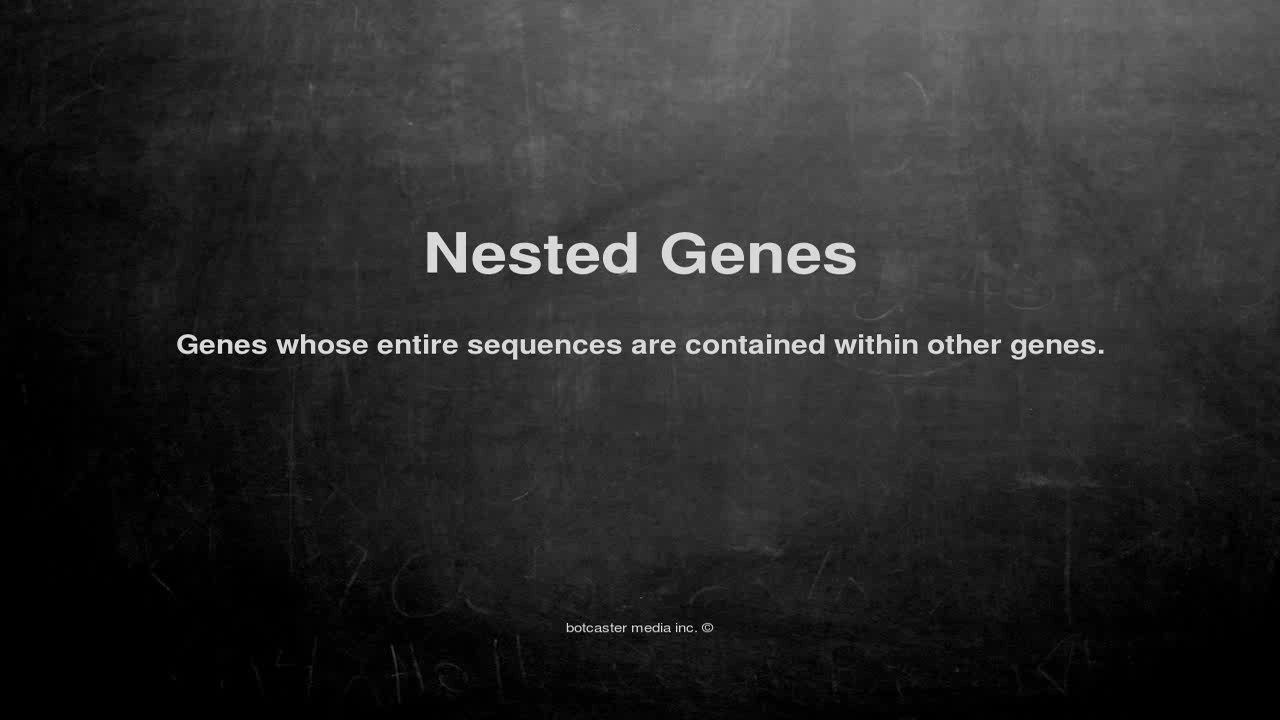 Nested Genes
Genes whose entire sequences are contained within other genes.
botcaster media inc. ©